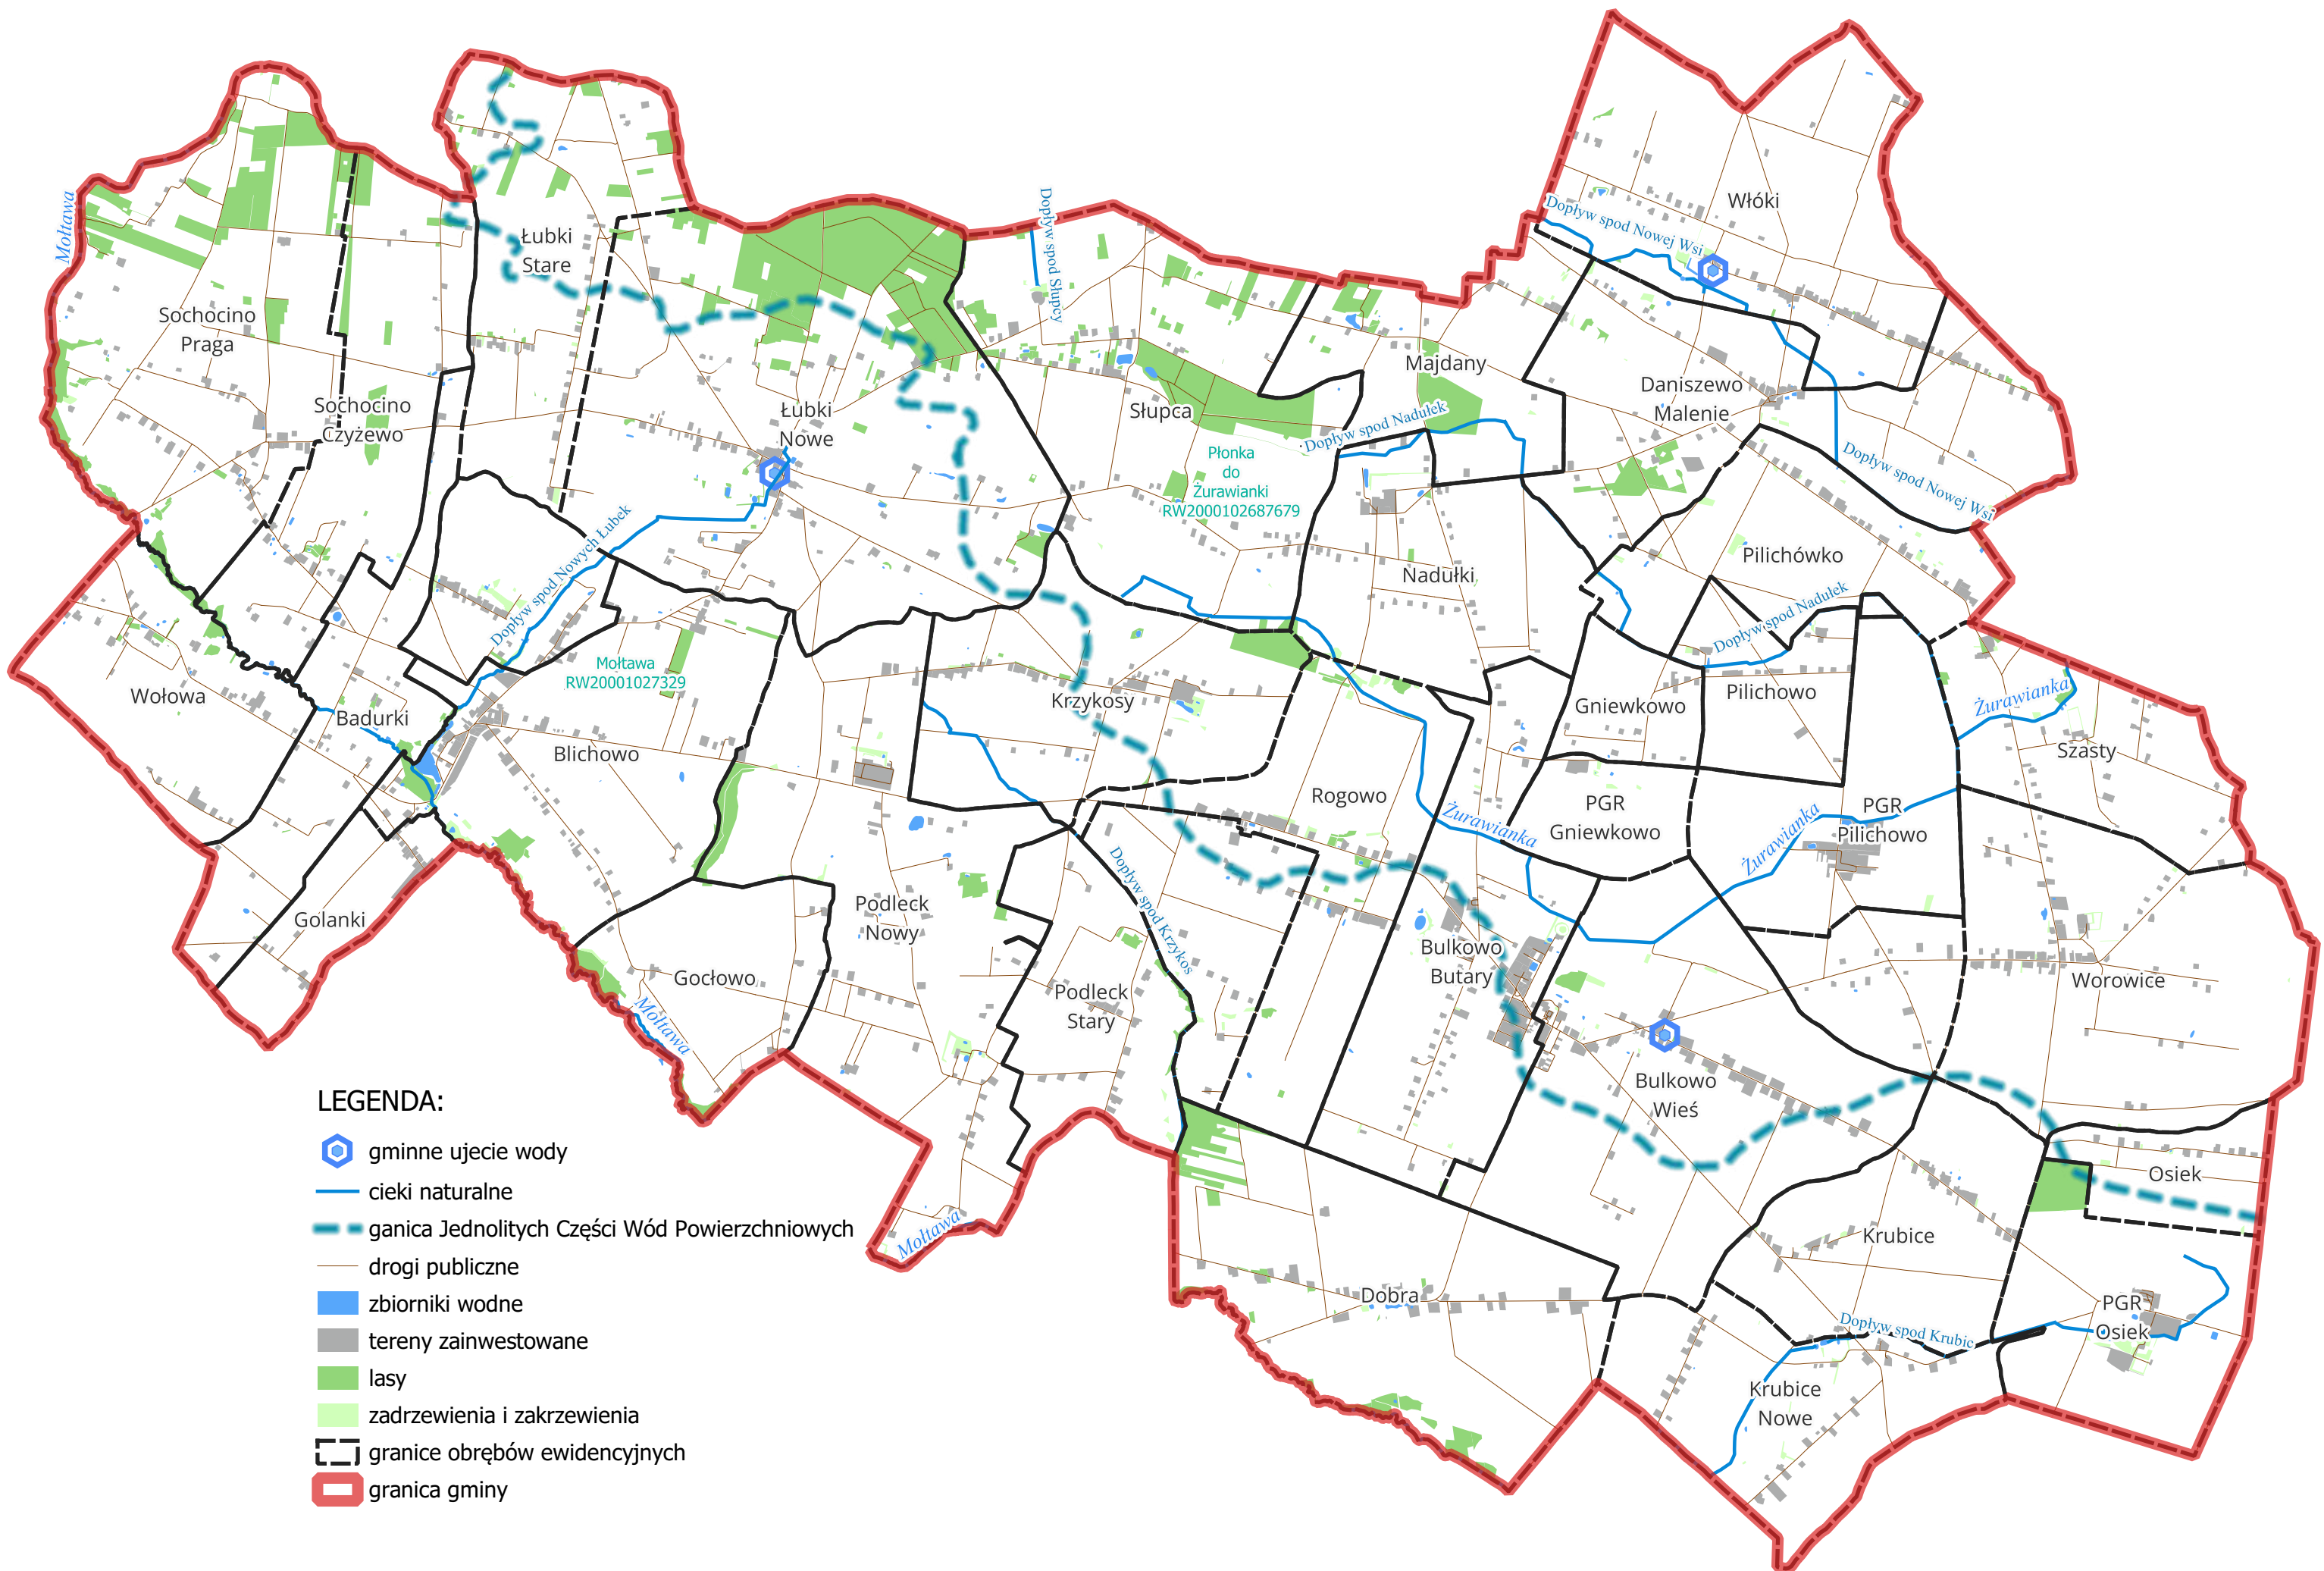 Włóki
Dopływ spod Nowej Wsi
Mołtawa
Dopływ spod Słupcy
Łubki
Stare
Sochocino
Praga
Majdany
Daniszewo
Malenie
Sochocino
Czyżewo
Łubki
Nowe
Słupca
Dopływ spod Nadułek
Płonka
do
Żurawianki
RW2000102687679
Dopływ spod Nowej Wsi
Dopływ spod Nowych Łubek
Pilichówko
Nadułki
Dopływ spod Nadułek
Mołtawa
RW20001027329
Wołowa
Badurki
Krzykosy
Gniewkowo
Pilichowo
Żurawianka
Szasty
Blichowo
Rogowo
PGR
Gniewkowo
Żurawianka
Żurawianka
PGR
Pilichowo
Dopływ spod Krzykos
Golanki
Podleck
Nowy
Bulkowo
Butary
Gocłowo
Podleck
Stary
Worowice
Mołtawa
Bulkowo
Wieś
Osiek
Mołtawa
Krubice
Dobra
PGR
Osiek
Dopływ spod Krubic
Krubice
Nowe
LEGENDA:
gminne ujecie wody
cieki naturalne
ganica Jednolitych Części Wód Powierzchniowych
drogi publiczne
zbiorniki wodne
tereny zainwestowane
lasy
zadrzewienia i zakrzewienia
granice obrębów ewidencyjnych
granica gminy